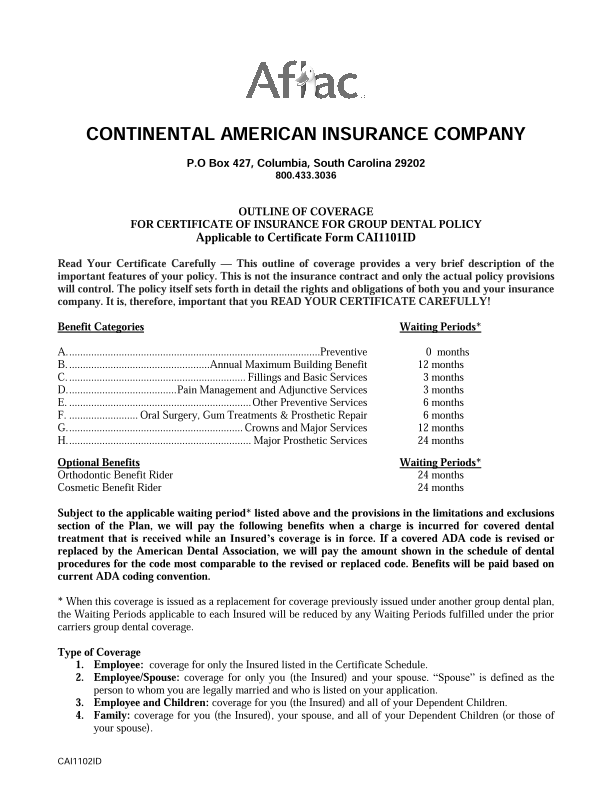 Aflac
CONTINENTAL AMERICAN INSURANCE COMPANY
P.O Box 427, Columbia, South Carolina 29202
800.433.3036
OUTLINE OF COVERAGE
FOR CERTIFICATE OF INSURANCE FOR GROUP DENTAL POLICY
Applicable to Certificate Form CAI1101ID
Read Your Certificate Carefully — This outline of coverage provides a very brief description of the
important features of your policy. This is not the insurance contract and only the actual policy provisions
will control. The policy itself sets forth in detail the rights and obligations of both you and your insurance
company. It is, therefore, important that you READ YOUR CERTIFICATE CAREFULLY!
Benefit Categories Waiting Periods*
A. ....................Preventive 0 months
B. ....................Annual Maximum Building Benefit 12 months
C. .................... Fillings and Basic Services 3 months
D. ....................Pain Management and Adjunctive Services 3 months
E. .................... Other Preventive Services 6 months
F. .................... Oral Surgery, Gum Treatments & Prosthetic Repair 6 months
G. .................... Crowns and Major Services 12 months
H. .................... Major Prosthetic Services 24 months
Optional Benefits Waiting Periods*
Orthodontic Benefit Rider 24 months
Cosmetic Benefit Rider 24 months
Subject to the applicable waiting period* listed above and the provisions in the limitations and exclusions
section of the Plan, we will pay the following benefits when a charge is incurred for covered dental
treatment that is received while an Insured's coverage is in force. If a covered ADA code is revised or
replaced by the American Dental Association, we will pay the amount shown in the schedule of dental
procedures for the code most comparable to the revised or replaced code. Benefits will be paid based on
current ADA coding convention.
* When this coverage is issued as a replacement for coverage previously issued under another group dental plan,
the Waiting Periods applicable to each Insured will be reduced by any Waiting Periods fulfilled under the prior
carriers group dental coverage.
Type of Coverage
1. Employee: coverage for only the Insured listed in the Certificate Schedule.
2. Employee/Spouse: coverage for only you (the Insured) and your spouse. “Spouse” is defined as the
person to whom you are legally married and who is listed on your application.
3. Employee and Children: coverage for you (the Insured) and all of your Dependent Children.
4. Family: coverage for you (the Insured), your spouse, and all of your Dependent Children (or those of
your spouse).
CAI1102ID